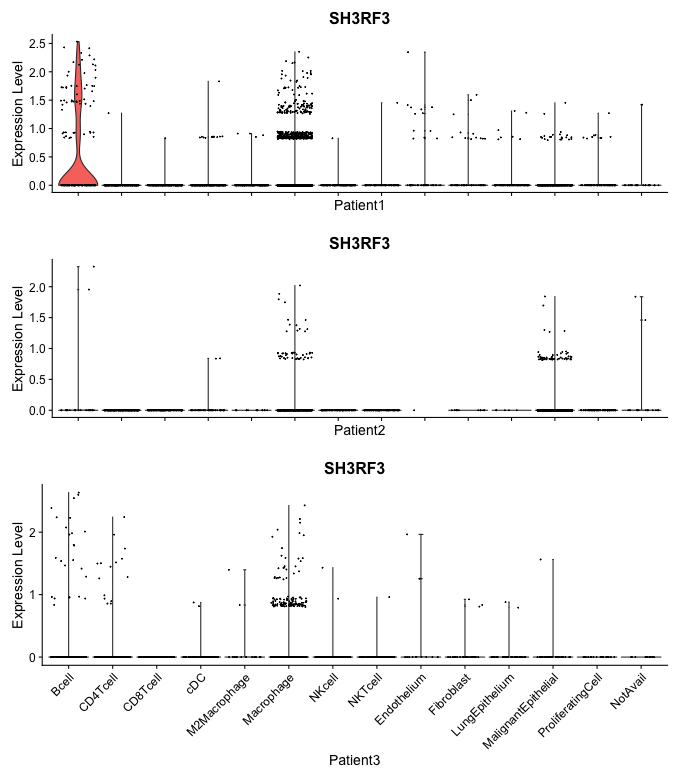 SH3RF3
Expression Level
2.5
2.0
1.5
1.0
0.5
0.0
Patient1
SH3RF3
Expression Level
2.0
1.5
1.0
0.5
0.0
Patient2
SH3RF3
Expression Level
2
1
0
Bcell
CD4Tcell
CD8Tcell
cDC
M2Macrophage
Macrophage
NKcell
NKTcell
Endothelium
Fibroblast
LungEpithelium
MalignantEpithelial
ProliferatingCell
NotAvail
Patient3